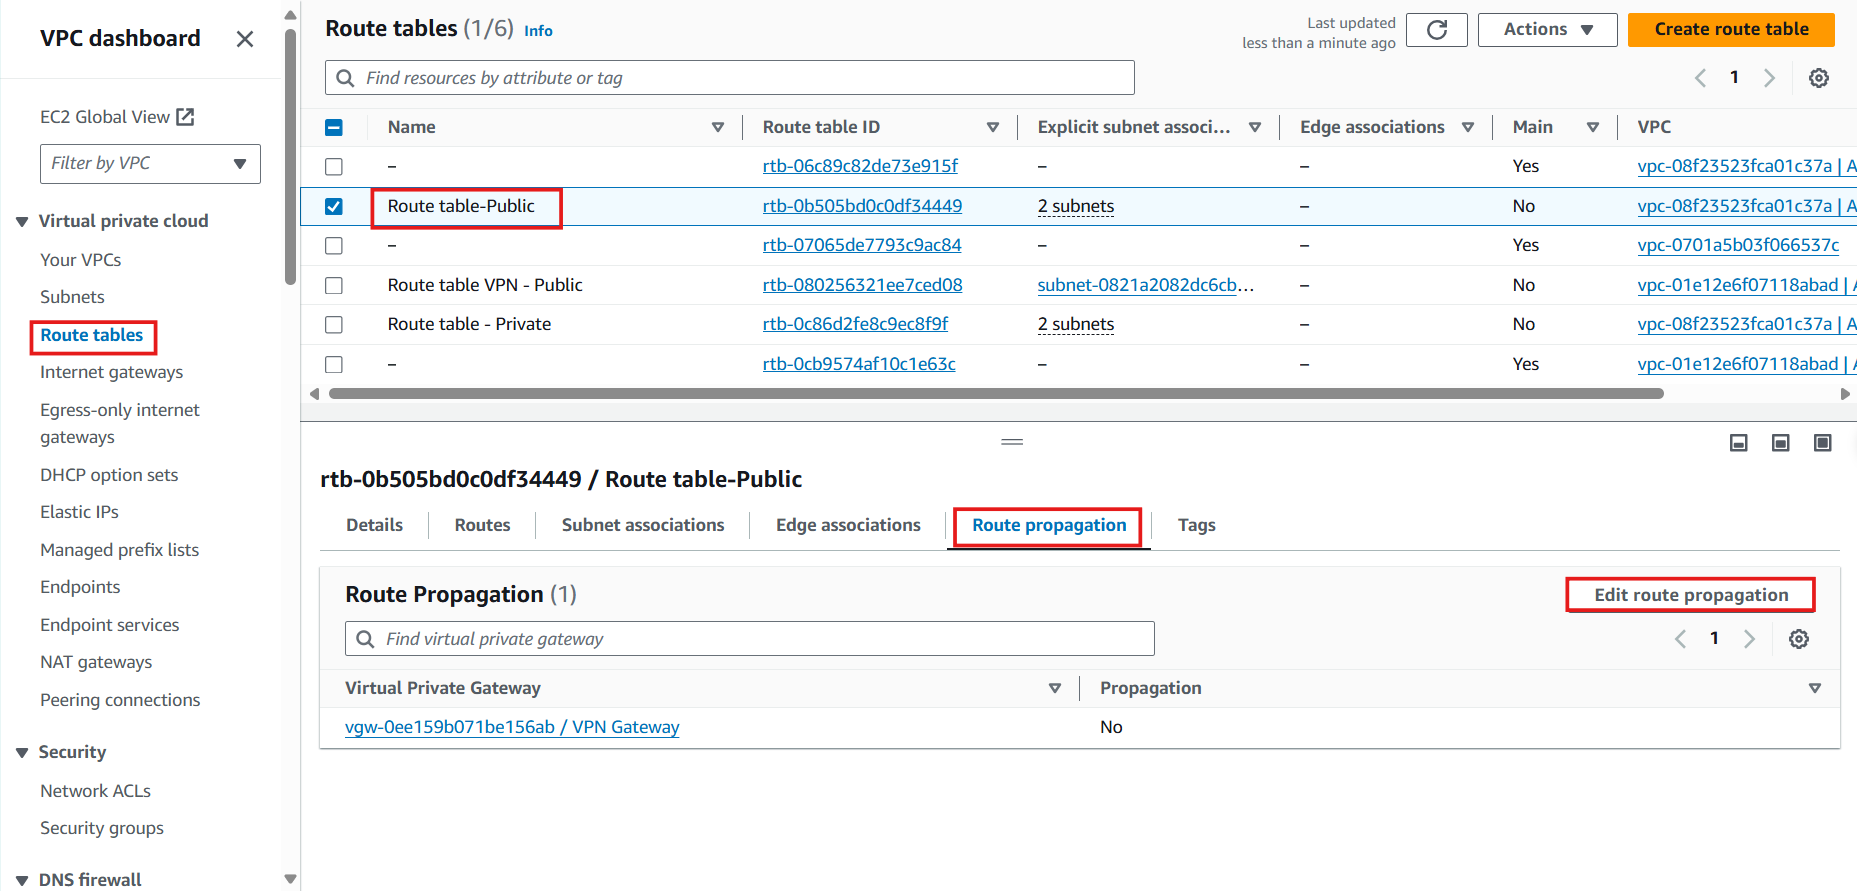 VPC dashboard
EC2 Global View
Filter by VPC
Virtual private cloud
Your VPCs
Subnets
Route tables
Internet gateways
Egress-only internet
gateways
DHCP option sets
Elastic IPs
Managed prefix lists
Endpoints
Endpoint services
NAT gateways
Peering connections
Security
Network ACLs
Security groups
DNS firewall
Route tables (1/6) Info
Last updated
less than a minute ago
Actions
Create route table
Find resources by attribute or tag
1
Name Route table ID Explicit subnet associ... Edge associations Main VPC
– rtb-06c89c82de73e915f – – Yes vpc-08f23523fca01c37a | A
Route table-Public rtb-0b505bd0c0df34449 2 subnets – No vpc-08f23523fca01c37a | A
– rtb-07065de7793c9ac84 – – Yes vpc-0701a5b03f066537c
Route table VPN - Public rtb-080256321ee7ced08 subnet-0821a2082dc6cb... – No vpc-01e12e6f07118abad | A
Route table - Private rtb-0c86d2fe8c9ec8f9f 2 subnets – No vpc-08f23523fca01c37a | A
– rtb-0cb9574af10c1e63c – – Yes vpc-01e12e6f07118abad | A
rtb-0b505bd0c0df34449 / Route table-Public
Details Routes Subnet associations Edge associations Route propagation Tags
Route Propagation (1)
Edit route propagation
Find virtual private gateway
1
Virtual Private Gateway Propagation
vgw-0ee159b071be156ab / VPN Gateway No